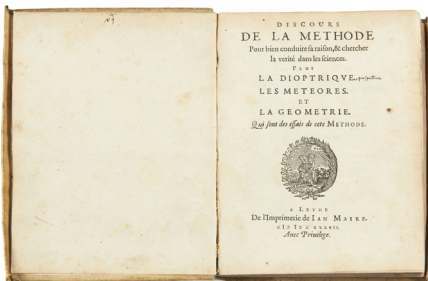 DISCOURS
DE LA METHODE
Pour bien conduire sa raison, & chercher
la verité dans les sciences.
PLUS
LA DIOPTRIQVE.
LES METEORES.
ET
LA GEOMETRIE.
Qui sont des essais de cete METHODE.
A LEYDE
De l'Imprimerie de IAN MAIRE.
CIƆ IƆ C XXXVII.
Auec Privilege.